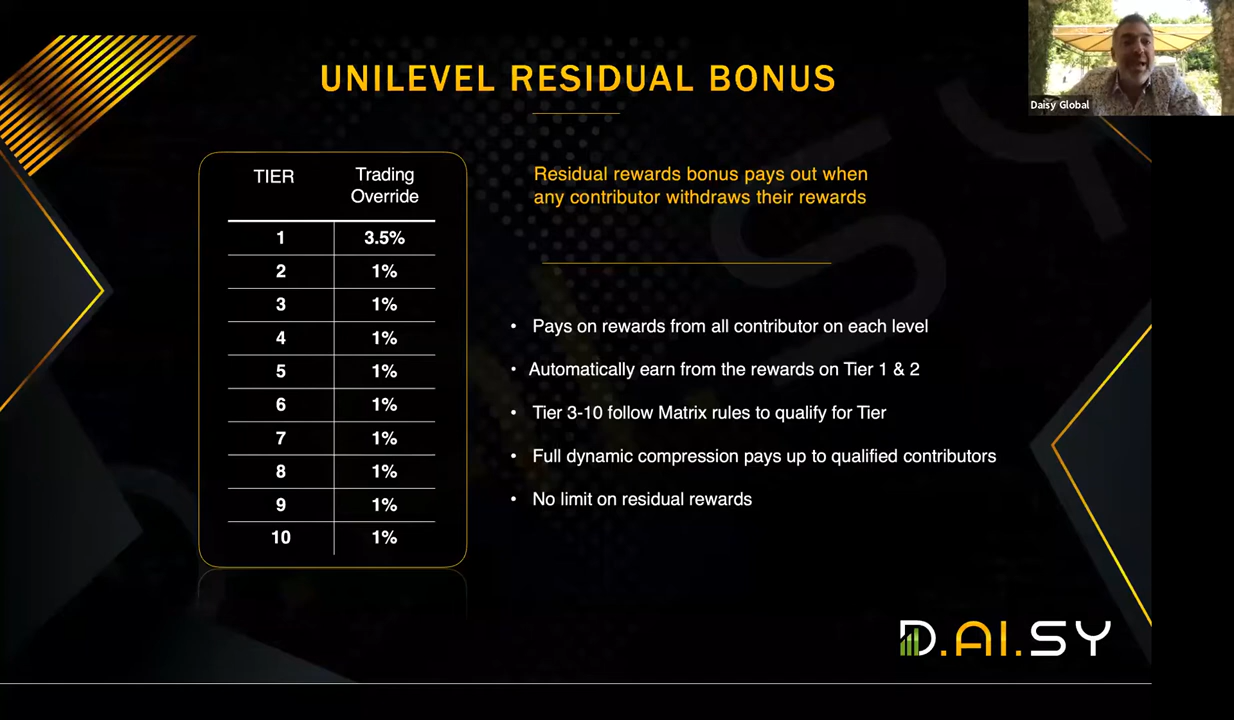 UNILEVEL RESIDUAL BONUS
Daisy Global
TIER
Trading
Override
1 3.5%
2 1%
3 1%
4 1%
5 1%
6 1%
7 1%
8 1%
9 1%
10 1%
Residual rewards bonus pays out when
any contributor withdraws their rewards
• Pays on rewards from all contributor on each level
• Automatically earn from the rewards on Tier 1 & 2
• Tier 3-10 follow Matrix rules to qualify for Tier
• Full dynamic compression pays up to qualified contributors
• No limit on residual rewards
D.AI.SY